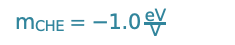 m_CHE = −1.0 eV/V